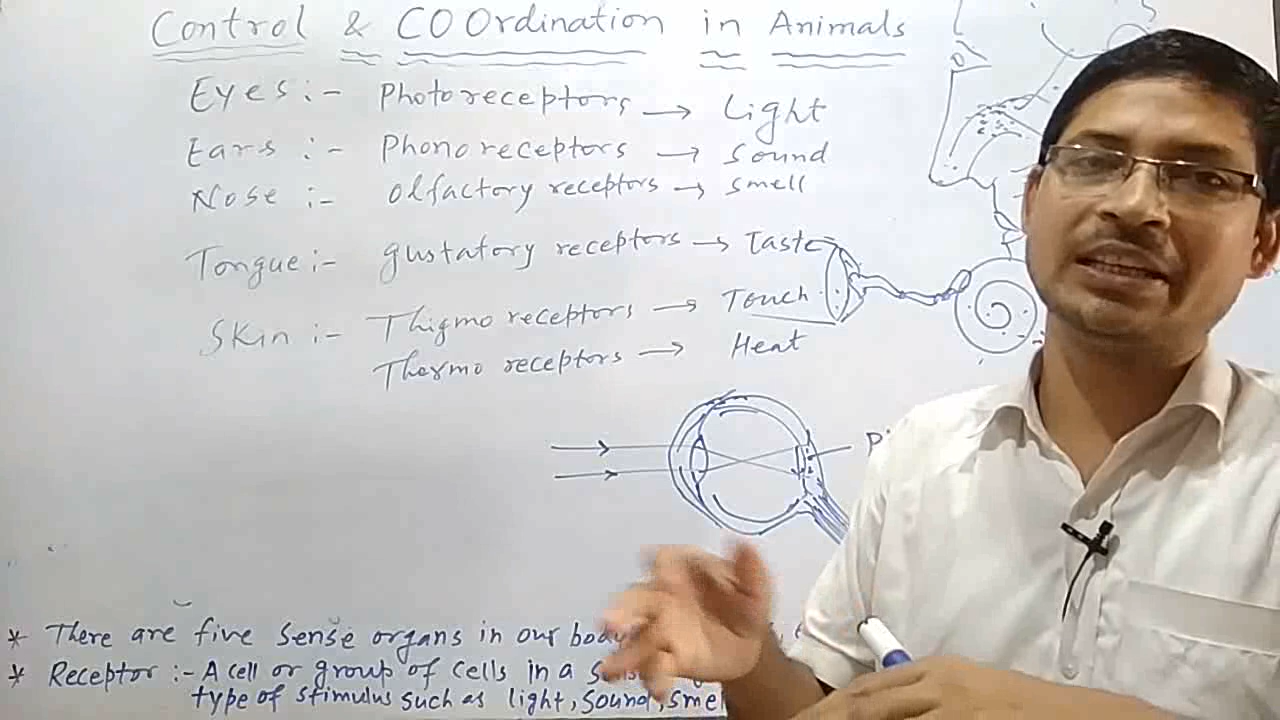 Control & COOrdination in Animals
Eyes :- Photoreceptors → Light
Ears :- Phonoreceptors → Sound
Nose :- Olfactory receptors → Smell
Tongue :- gustatory receptors → Taste
Skin :- Thigmo receptors → Touch
Thermo receptors → Heat
* There are five sense organs in our
* Receptor :- A cell or group of cells in a
type of stimulus such as light, sound,